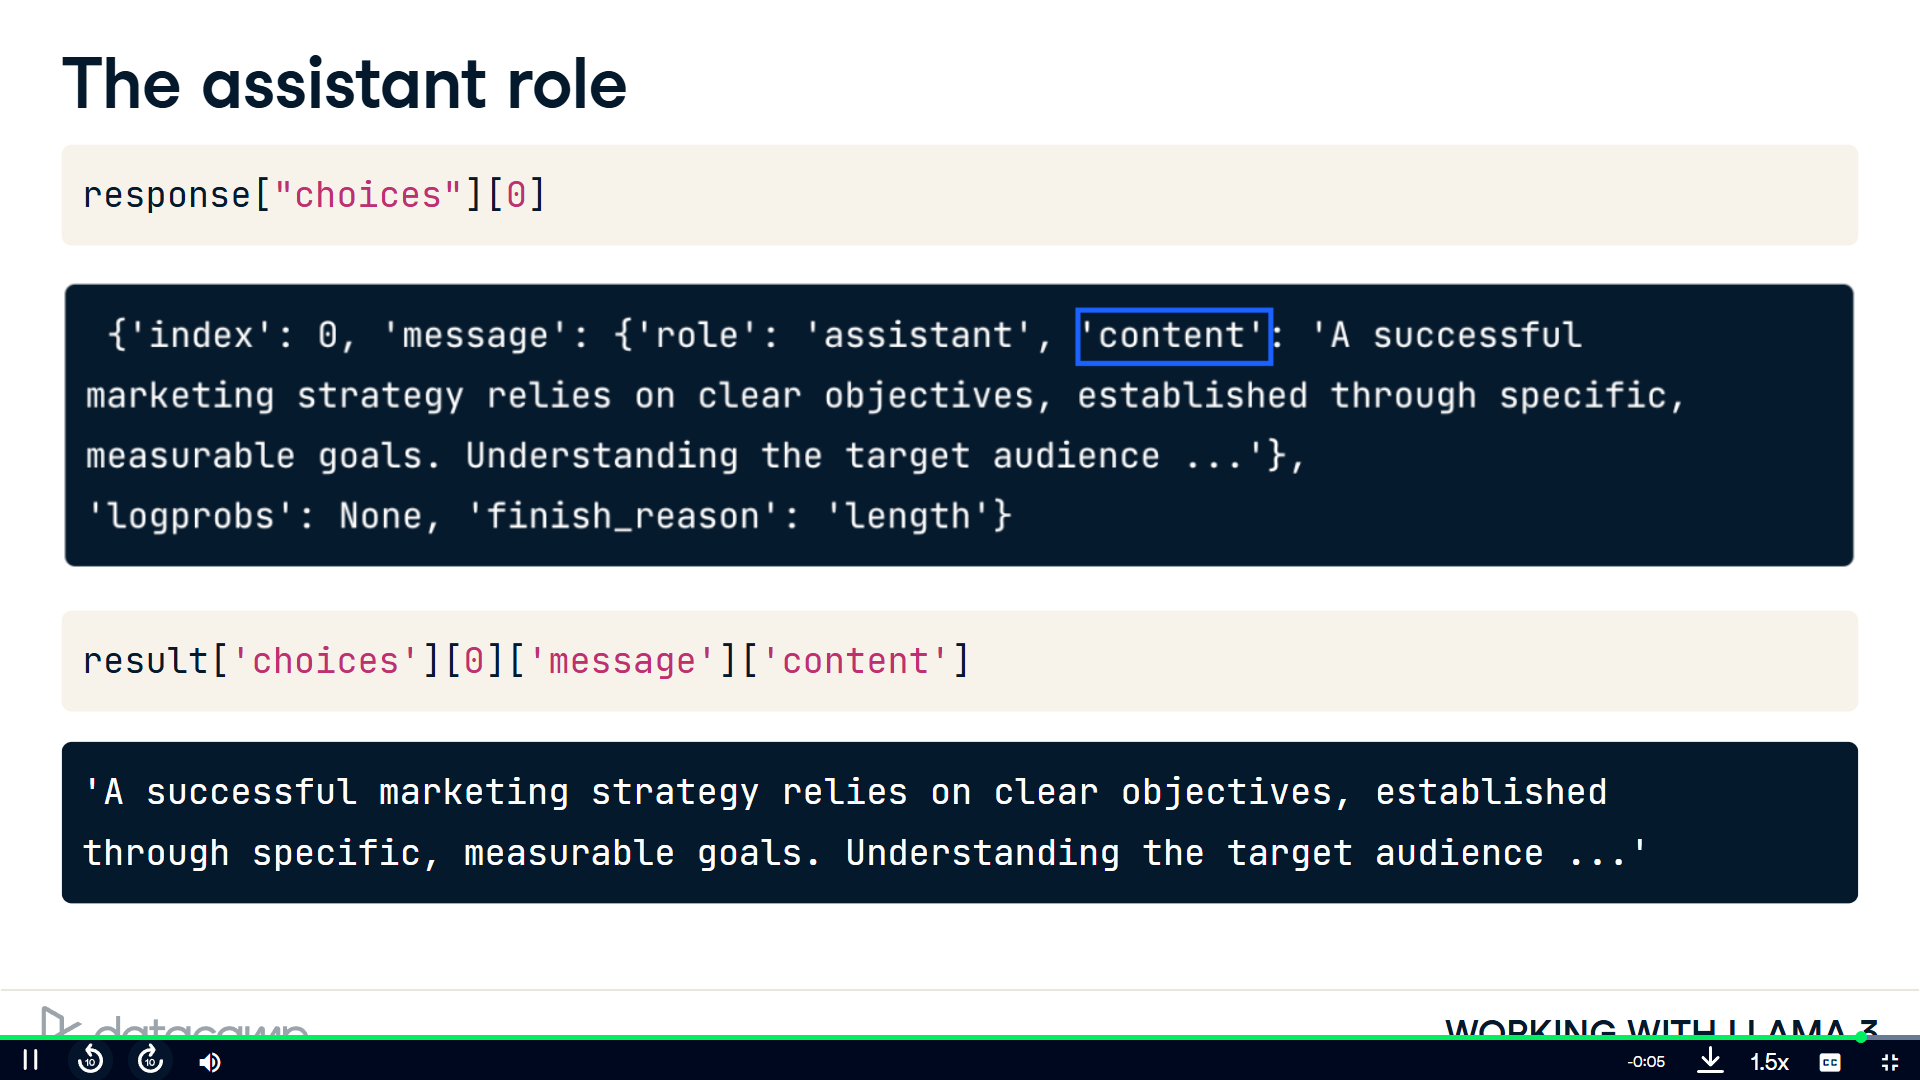 The assistant role
response["choices"][0]
{'index': 0, 'message': {'role': 'assistant', 'content': 'A successful
marketing strategy relies on clear objectives, established through specific,
measurable goals. Understanding the target audience ...'},
'logprobs': None, 'finish_reason': 'length'}
result['choices'][0]['message']['content']
'A successful marketing strategy relies on clear objectives, established
through specific, measurable goals. Understanding the target audience ...'
datacamp
WORKING WITH LLAMA 3
10
10
-0:05
1.5x
CC